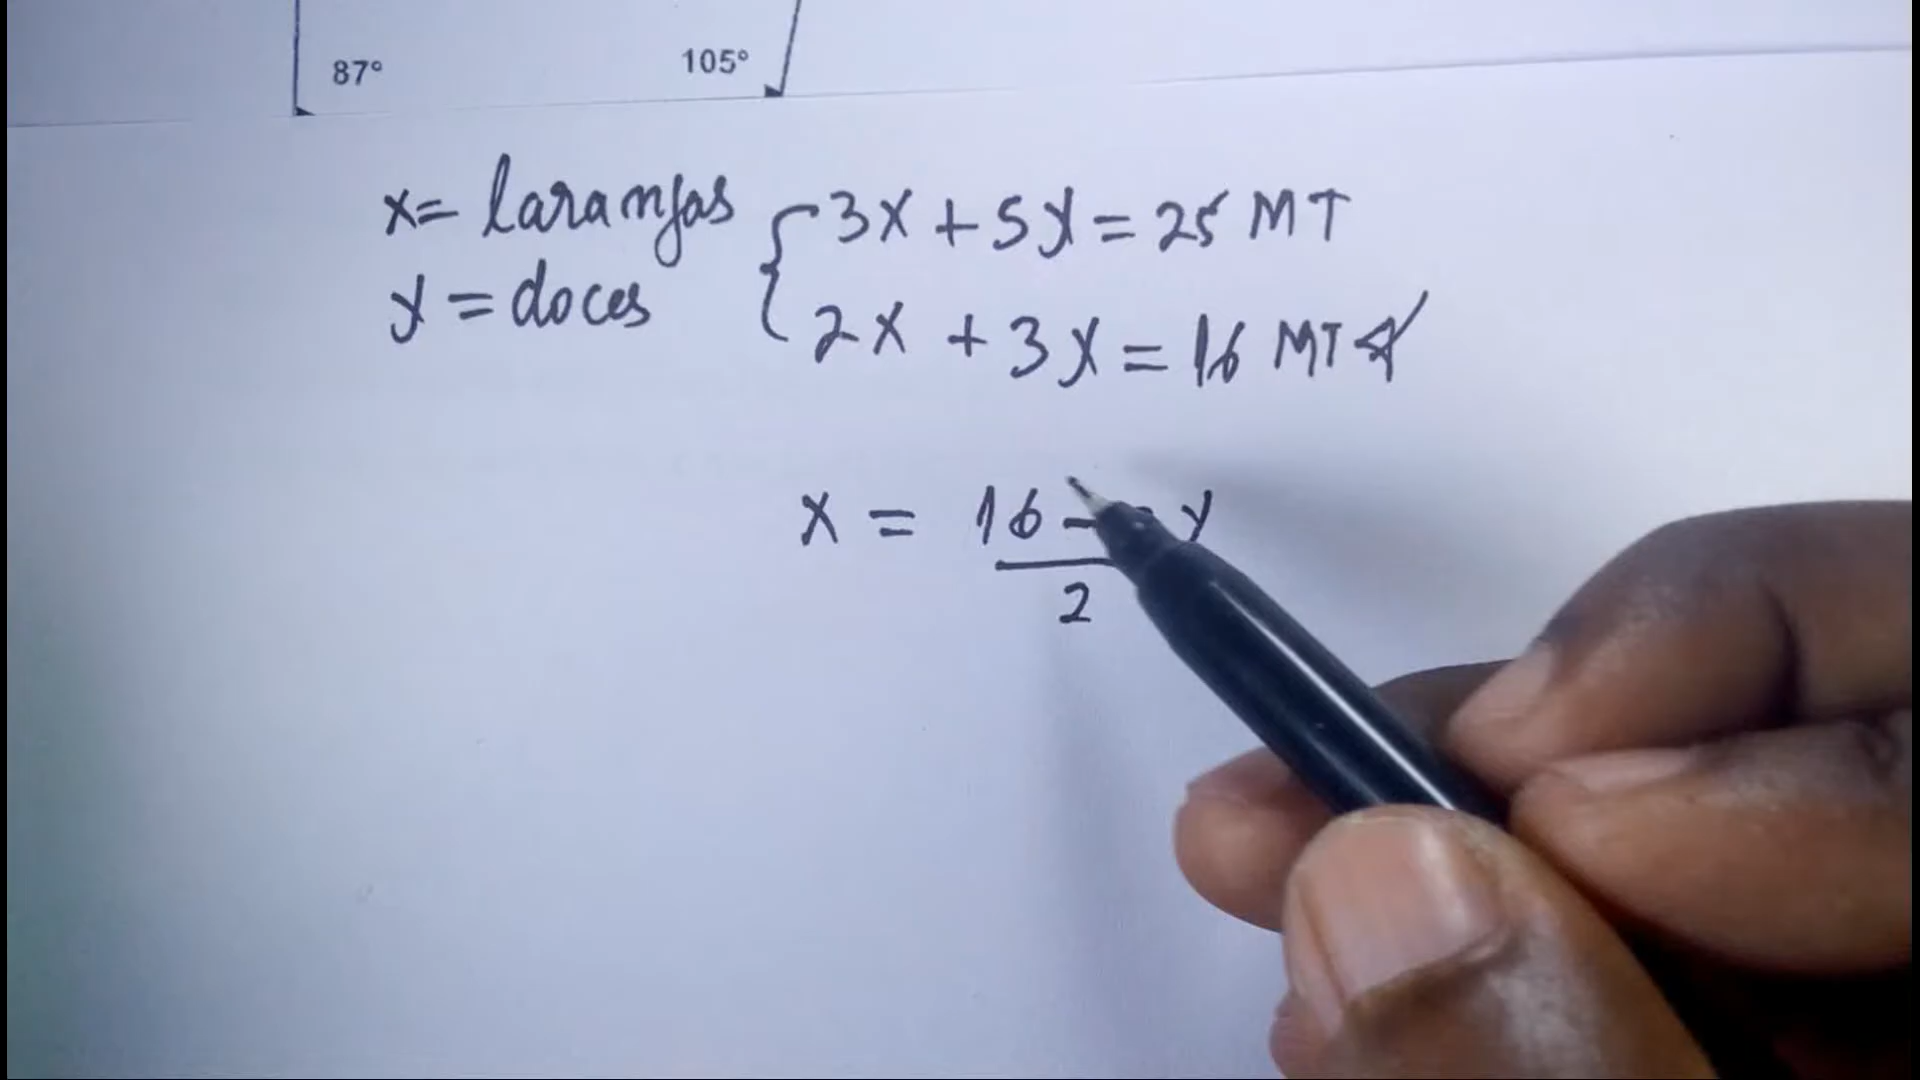 87° 105°
x= laranjas
y = doces
3x + 5y = 25 MT
2x + 3y = 16 MT
x = 16 - y
2